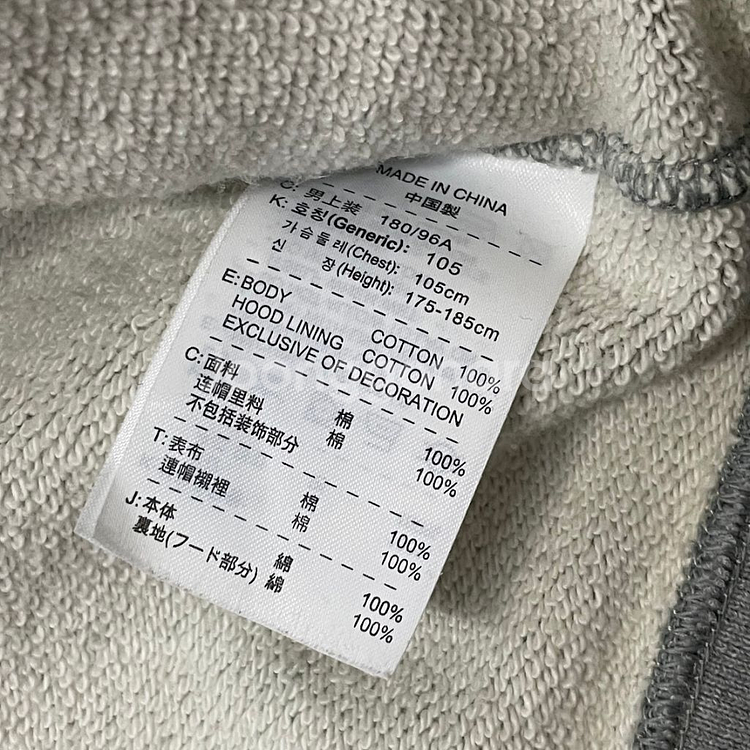 MADE IN CHINA
中国製
C: 男上装 180/96A
K: 호칭(Generic): 105
가슴둘레(Chest): 105cm
신 장(Height): 175-185cm
E: BODY COTTON 100%
HOOD LINING COTTON 100%
EXCLUSIVE OF DECORATION
C: 面料 棉 100%
连帽里料 棉 100%
不包括装饰部分
T: 表布 棉 100%
連帽襯裡 棉 100%
J: 本体 綿 100%
裏地(フード部分) 綿 100%